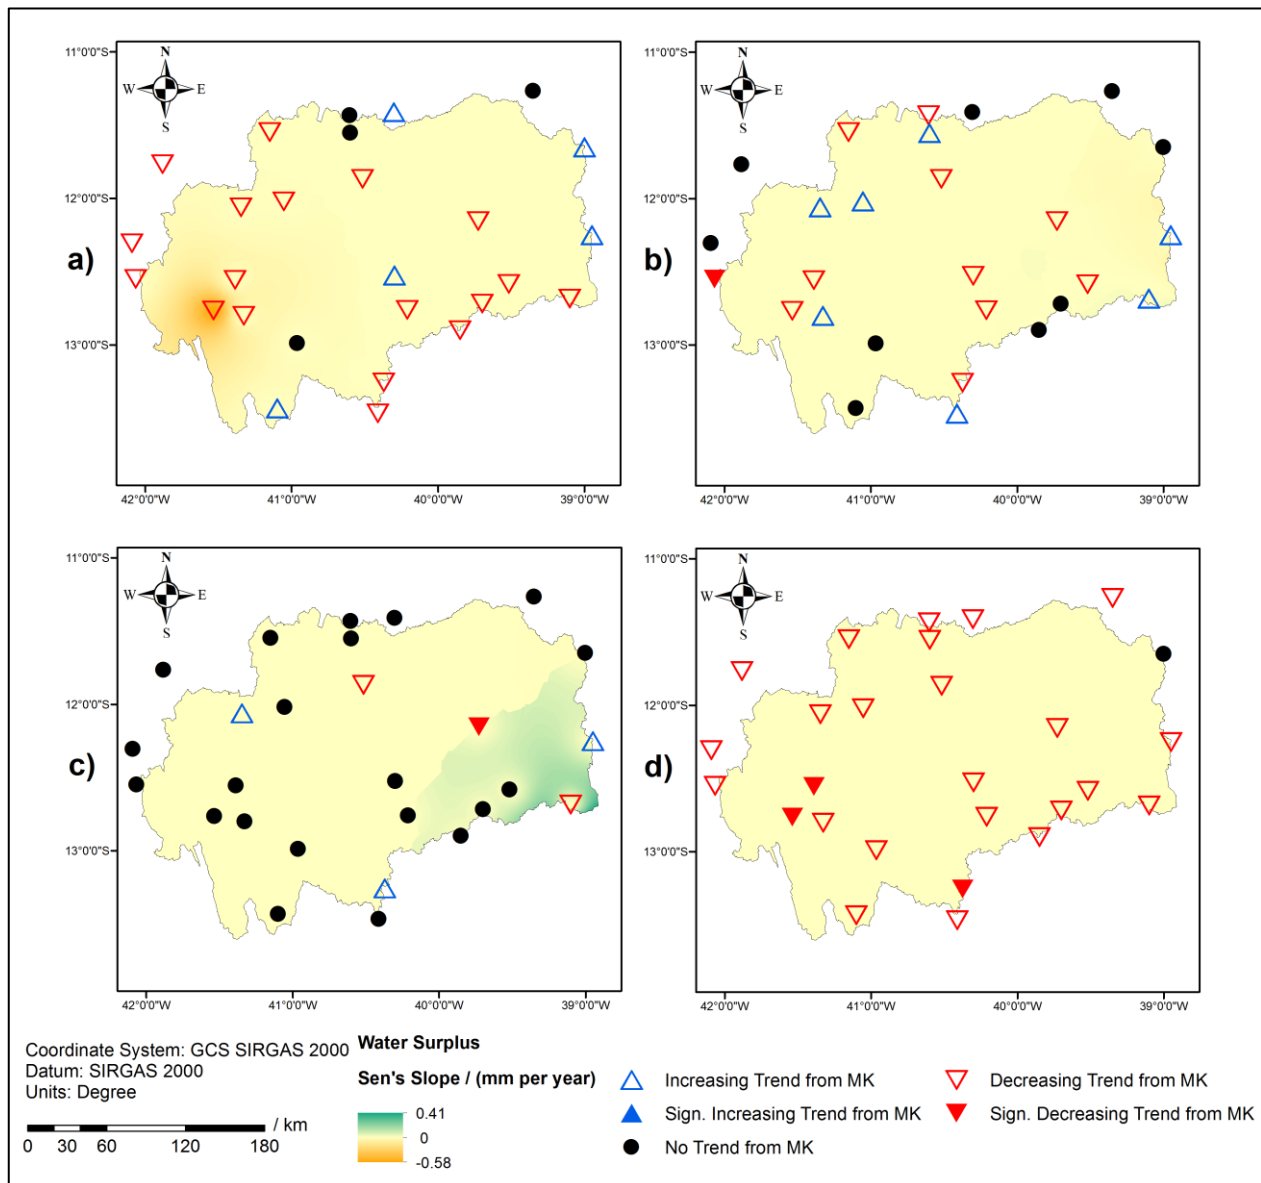 11°0'0"S
12°0'0"S
13°0'0"S
N
W E
S
a)
42°0'0"W 41°0'0"W 40°0'0"W 39°0'0"W
11°0'0"S
12°0'0"S
13°0'0"S
N
W E
S
b)
42°0'0"W 41°0'0"W 40°0'0"W 39°0'0"W
11°0'0"S
12°0'0"S
13°0'0"S
N
W E
S
c)
42°0'0"W 41°0'0"W 40°0'0"W 39°0'0"W
11°0'0"S
12°0'0"S
13°0'0"S
N
W E
S
d)
42°0'0"W 41°0'0"W 40°0'0"W 39°0'0"W
Coordinate System: GCS SIRGAS 2000
Datum: SIRGAS 2000
Units: Degree
/ km
0 30 60 120 180
Water Surplus
Sen's Slope / (mm per year)
0.41
0
-0.58
Increasing Trend from MK
Sign. Increasing Trend from MK
No Trend from MK
Decreasing Trend from MK
Sign. Decreasing Trend from MK